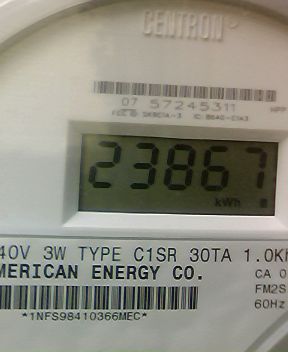 CENTRON
07 57245311
23867
kWh
40V 3W TYPE C1SR 30TA 1.0Kh
MERICAN ENERGY CO.
CA 0
FM2S
60Hz
*1NFS98410366MEC*